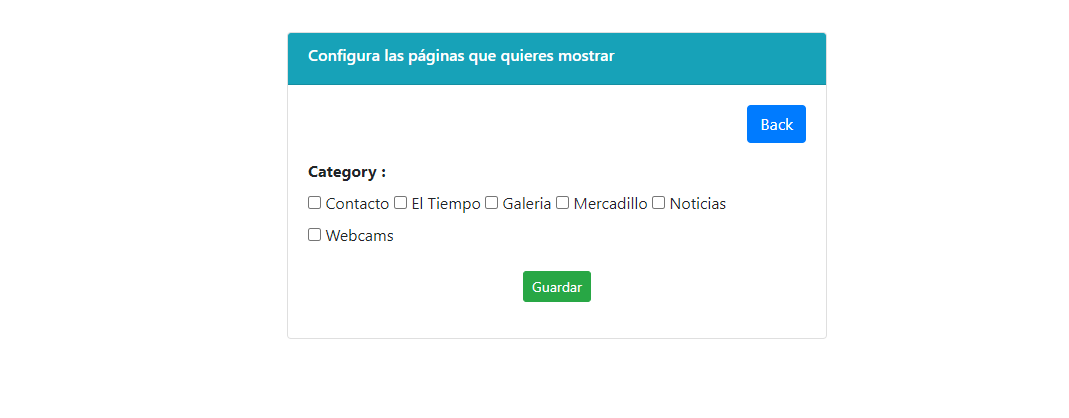 Configura las páginas que quieres mostrar
Back
Category :
Contacto El Tiempo Galeria Mercadillo Noticias
Webcams
Guardar